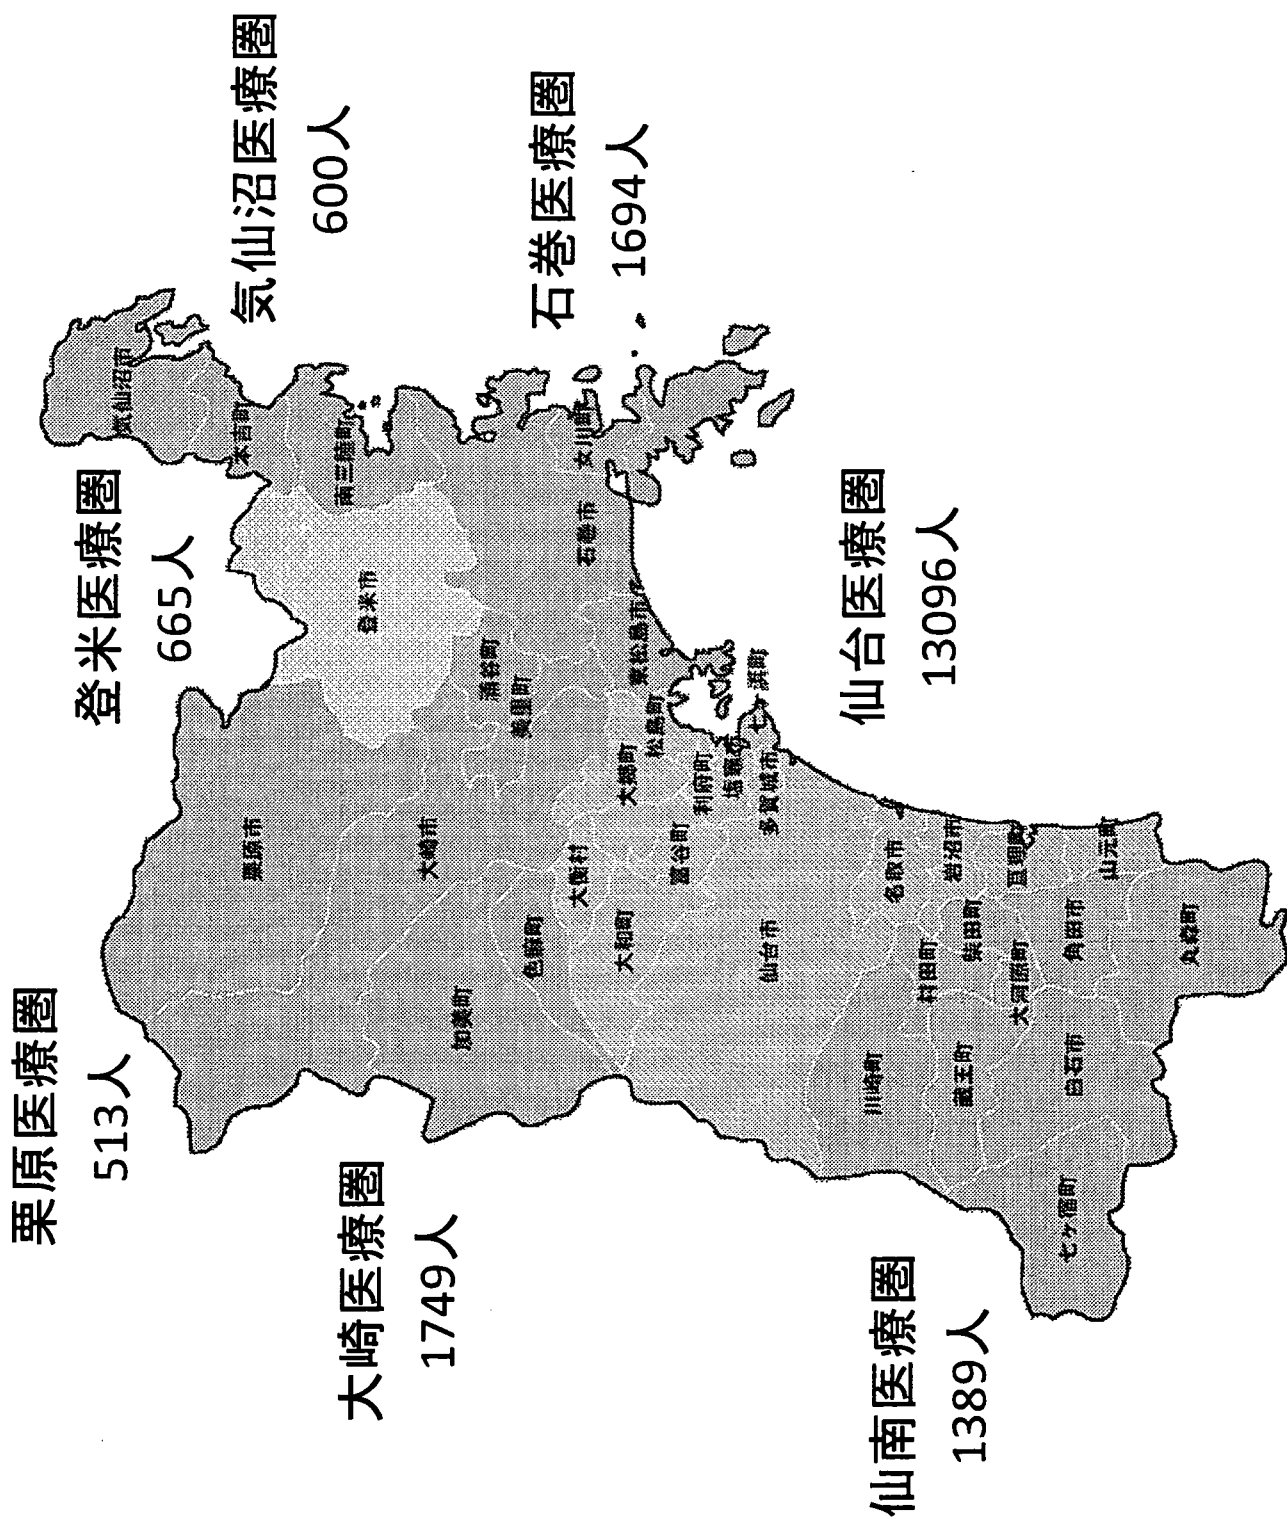 栗原医療圏
513人
登米医療圏
665人
気仙沼医療圏
600人
大崎医療圏
1749人
石巻医療圏
1694人
仙台医療圏
13096人
仙南医療圏
1389人
気仙沼市
本吉町
南三陸町
登米市
栗原市
大崎市
涌谷町
美里町
女川町
石巻市
東松島市
加美町
色麻町
大衡村
大和町
大郷町
松島町
富谷町
利府町
塩竈市
七ヶ浜町
多賀城市
仙台市
名取市
岩沼市
亘理町
山元町
川崎町
村田町
柴田町
蔵王町
大河原町
角田市
白石市
丸森町
七ヶ宿町